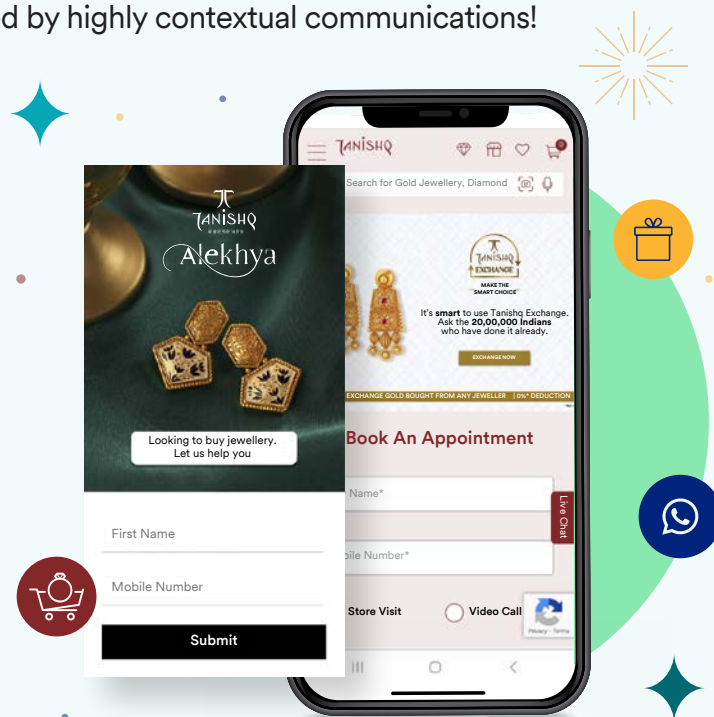 d by highly contextual communications!
TANISHQ
0
Search for Gold Jewellery, Diamond
TANISHQ
Alekhya
Looking to buy jewellery.
Let us help you
First Name
Mobile Number
Submit
TANISHQ
EXCHANGE
MAKE THE
SMART CHOICE
It's smart to use Tanishq Exchange.
Ask the 20,00,000 Indians
who have done it already.
EXCHANGE NOW
EXCHANGE GOLD BOUGHT FROM ANY JEWELLER | 0%* DEDUCTION
Book An Appointment
Name*
bile Number*
Live Chat
Store Visit
Video Call
Privacy - Terms